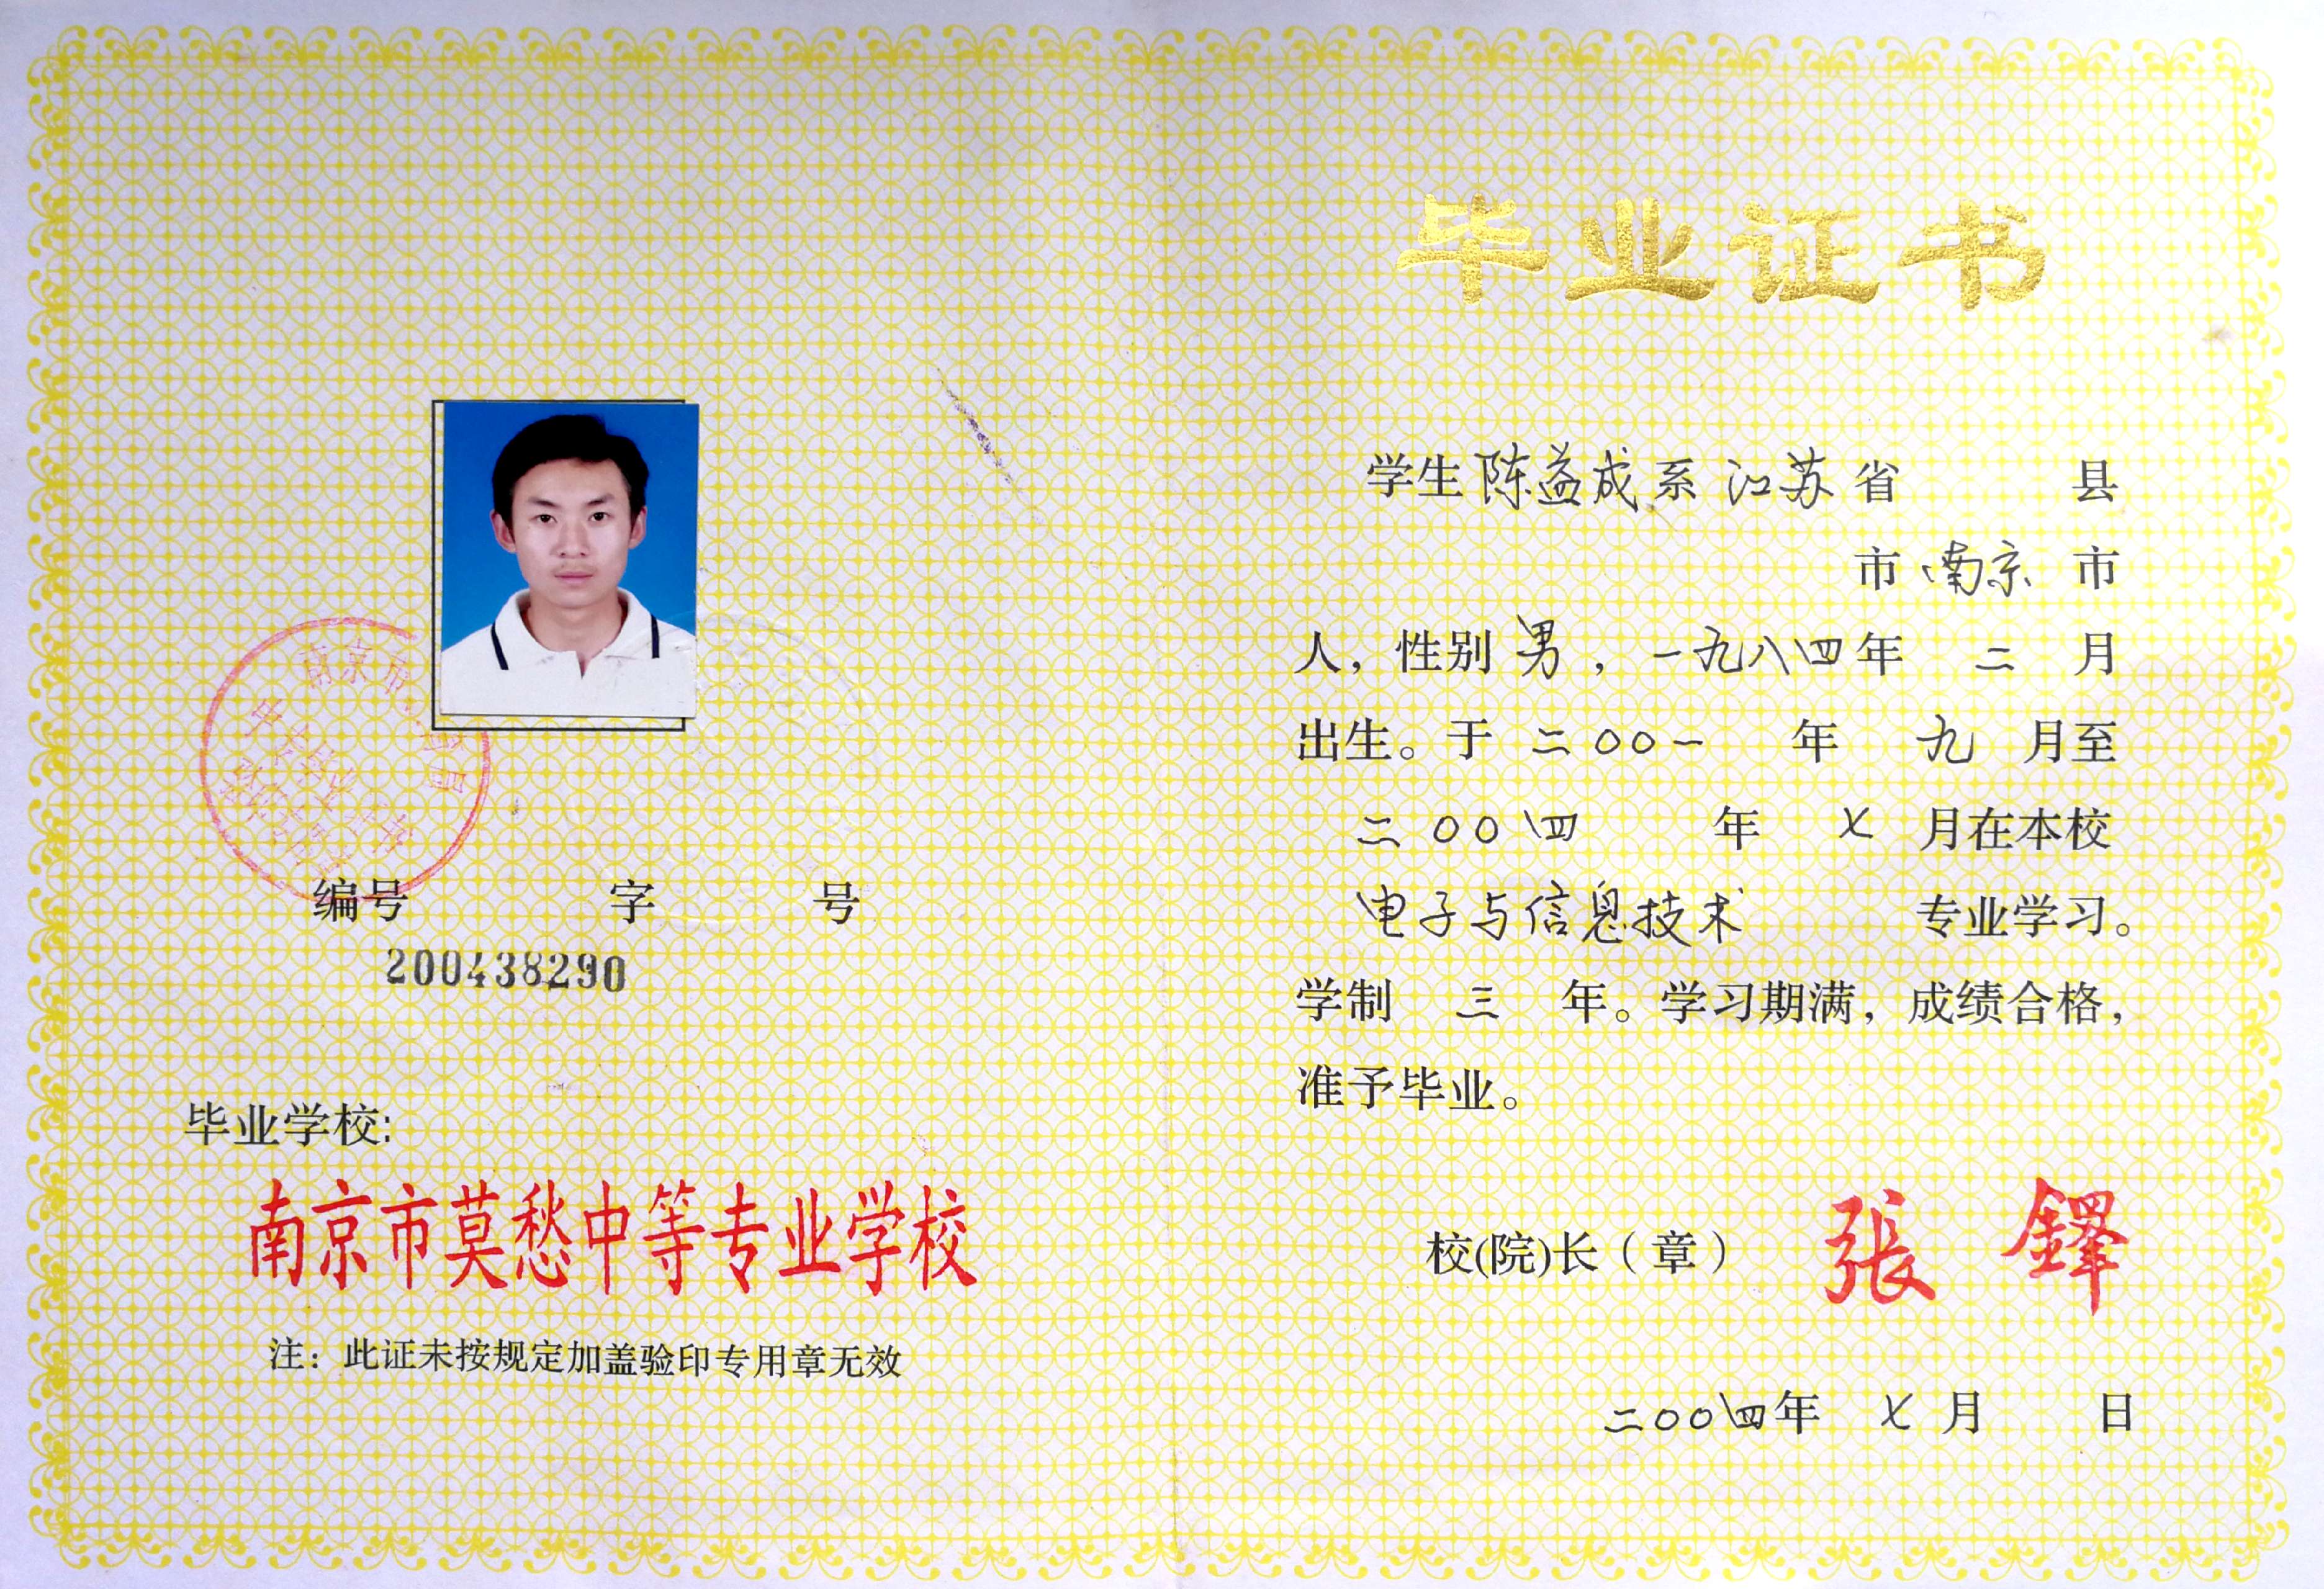 南京市
编号 字 号
200438290
毕业学校:
南京市莫愁中等专业学校
注：此证未按规定加盖验印专用章无效
毕业证书
学生 陈益成 系 江苏 省 县
市 南京 市
人，性别 男，一九八四年 二 月
出生。于 二〇〇一 年 九 月至
二〇〇四 年 七 月在本校
电子与信息技术 专业学习。
学制 三 年。学习期满，成绩合格，
准予毕业。
校(院)长（章） 張鐸
二〇〇四年 七 月 日